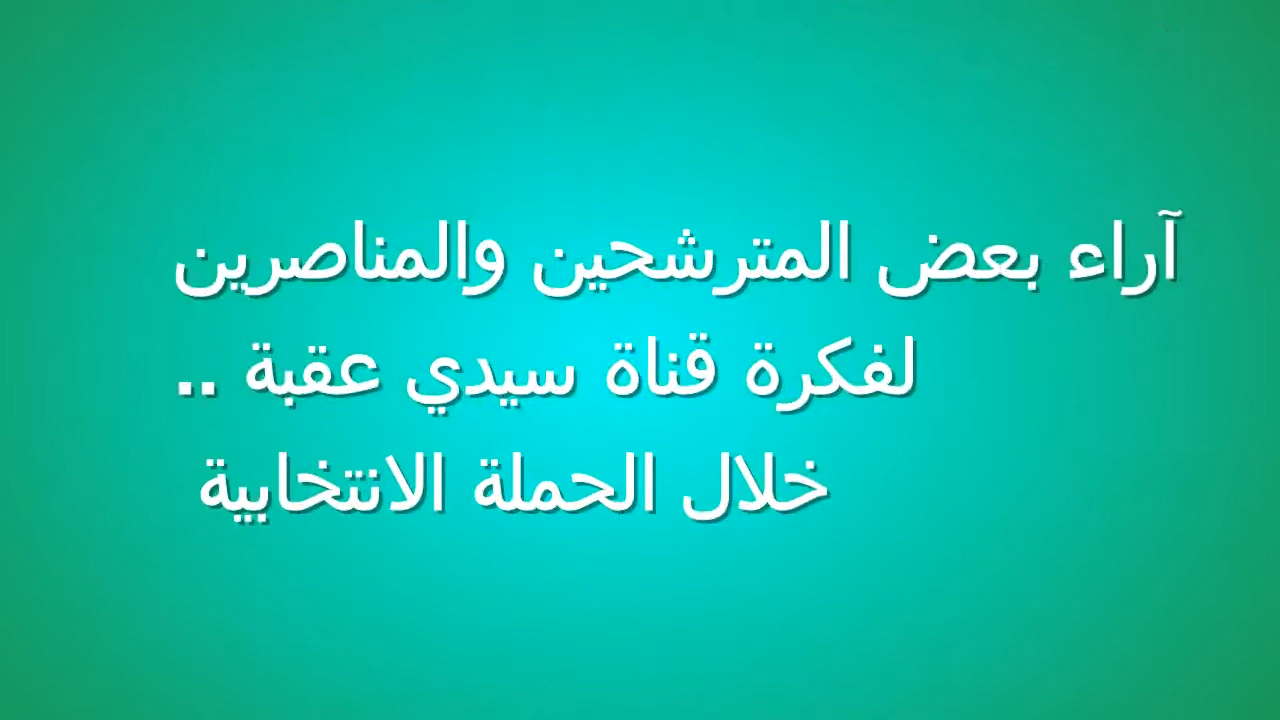 آراء بعض المترشحين والمناصرين
لفكرة قناة سيدي عقبة ..
خلال الحملة الانتخابية